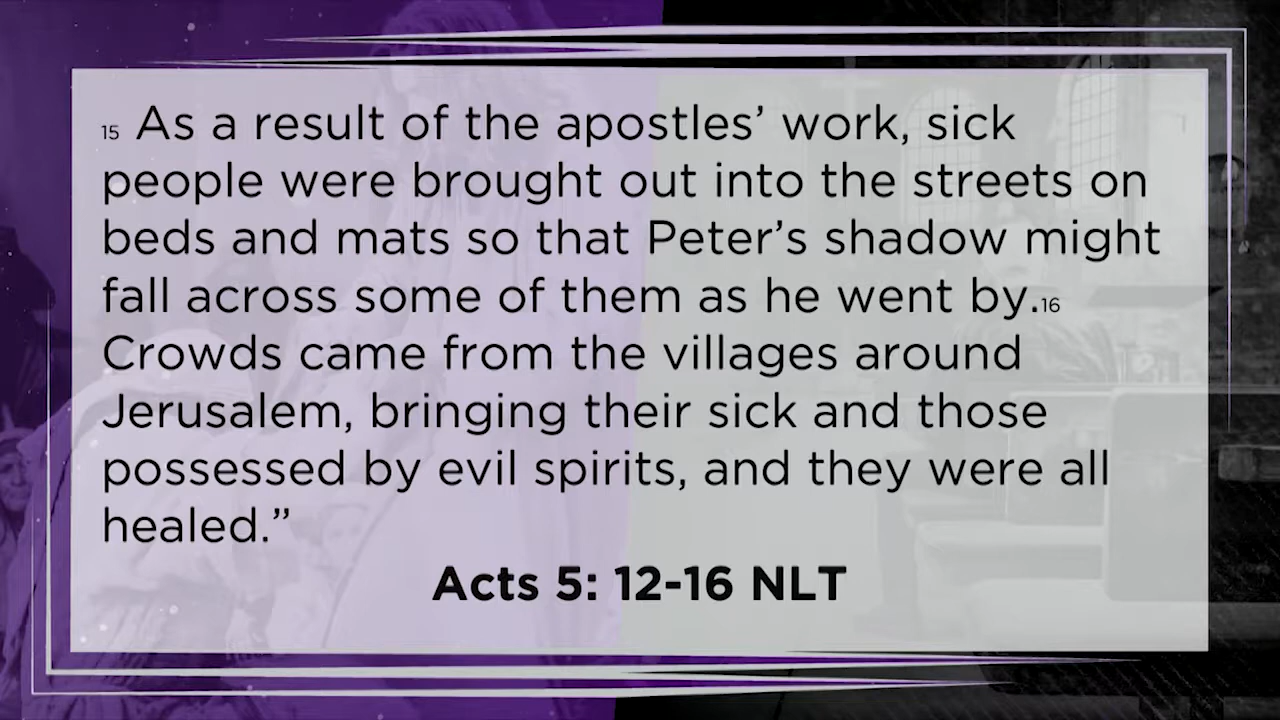 15 As a result of the apostles’ work, sick
people were brought out into the streets on
beds and mats so that Peter’s shadow might
fall across some of them as he went by.16
Crowds came from the villages around
Jerusalem, bringing their sick and those
possessed by evil spirits, and they were all
healed.”
Acts 5: 12-16 NLT